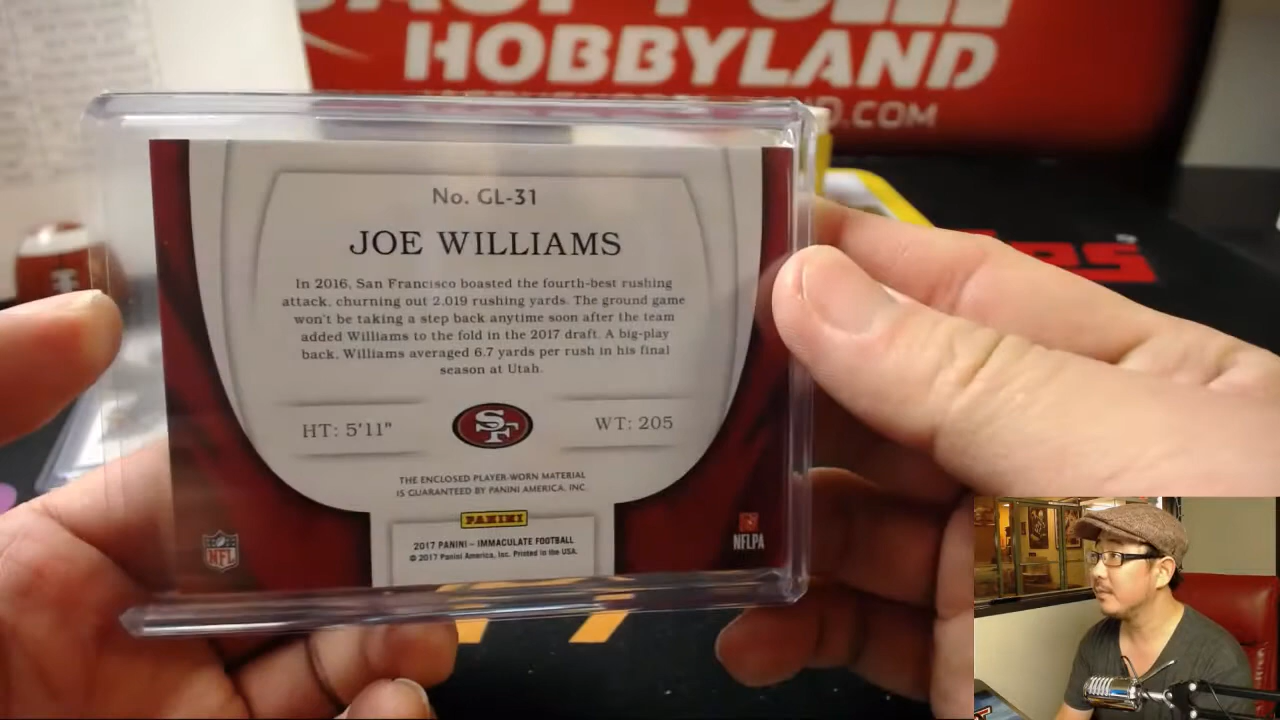 HOBBYLAND
.COM
No. GL-31
JOE WILLIAMS
In 2016, San Francisco boasted the fourth-best rushing
attack, churning out 2,019 rushing yards. The ground game
won't be taking a step back anytime soon after the team
added Williams to the fold in the 2017 draft. A big-play
back, Williams averaged 6.7 yards per rush in his final
season at Utah.
HT: 5'11"
SF
WT: 205
THE ENCLOSED PLAYER-WORN MATERIAL
IS GUARANTEED BY PANINI AMERICA, INC.
PANINI
2017 PANINI – IMMACULATE FOOTBALL
© 2017 Panini America, Inc. Printed in the USA.
NFL
NFLPA